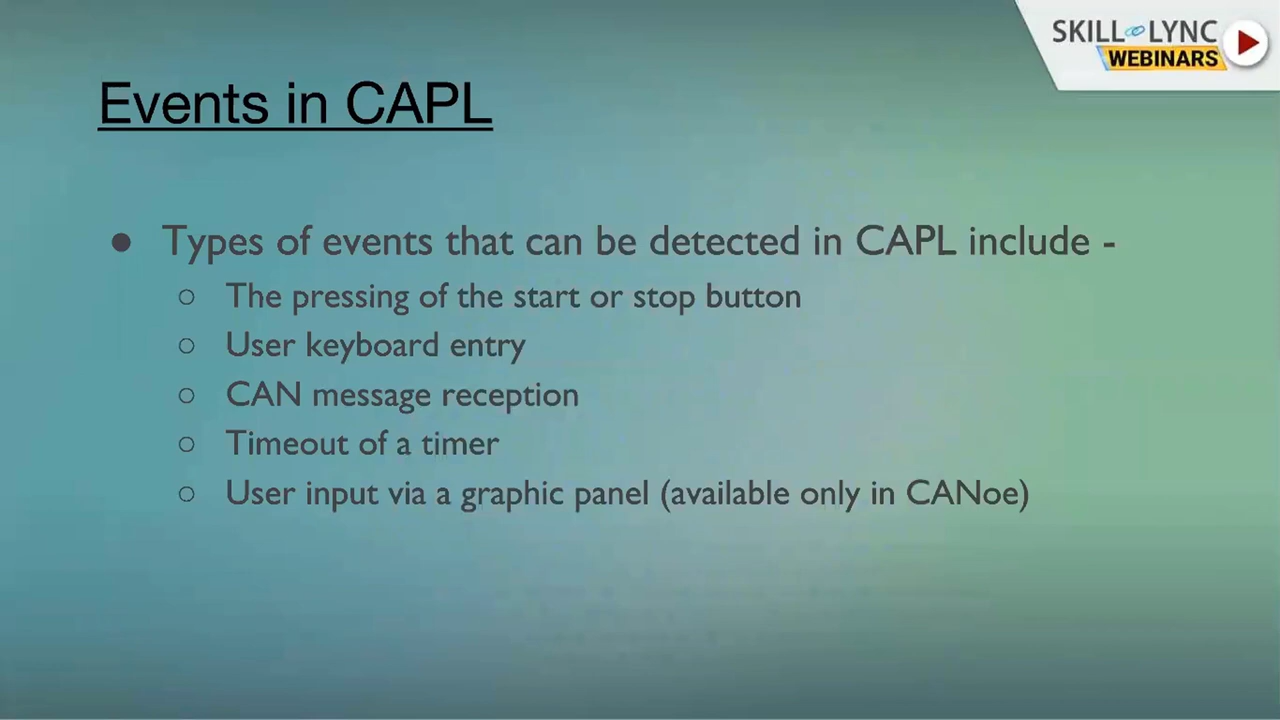 SKILL LYNC
WEBINARS
Events in CAPL
● Types of events that can be detected in CAPL include -
○ The pressing of the start or stop button
○ User keyboard entry
○ CAN message reception
○ Timeout of a timer
○ User input via a graphic panel (available only in CANoe)